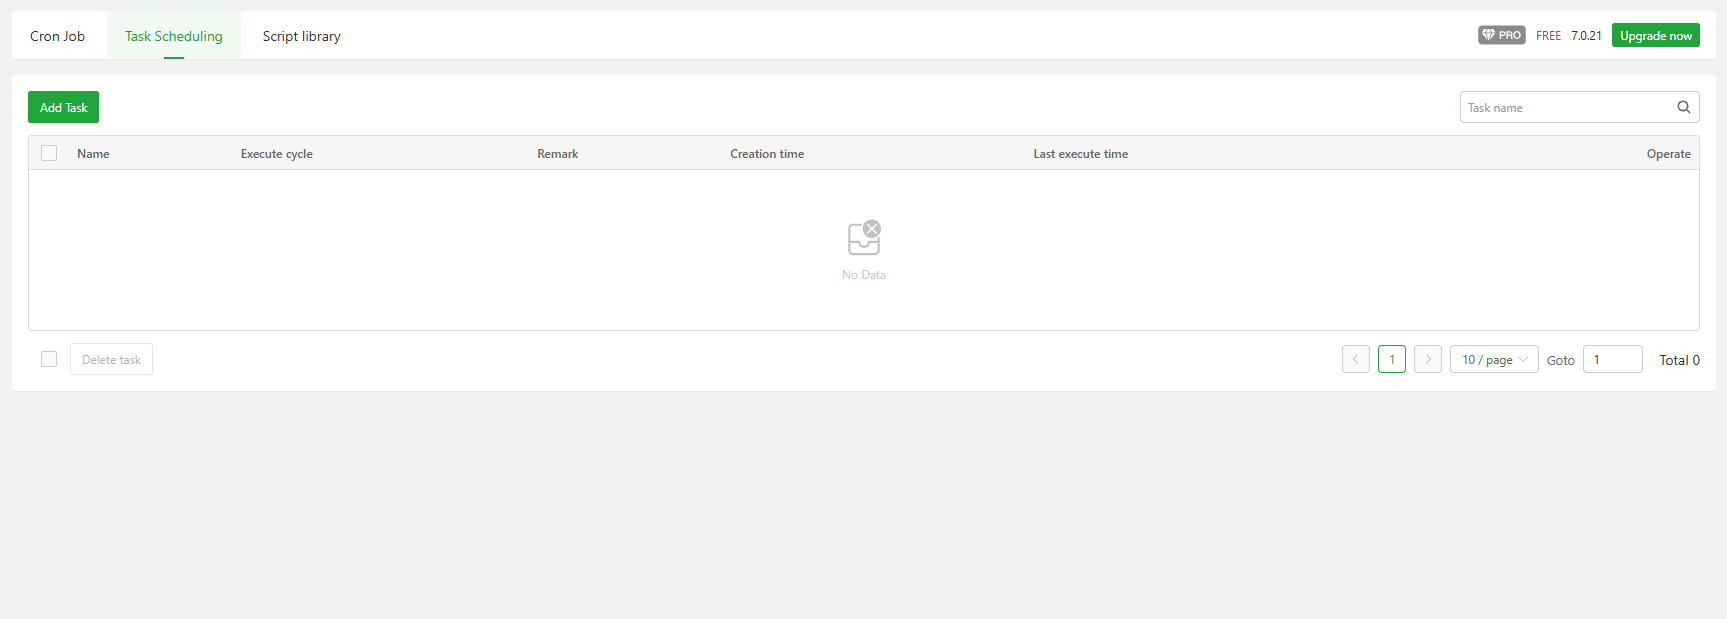 Cron Job Task Scheduling Script library PRO FREE 7.0.21 Upgrade now
Add Task Task name
Name Execute cycle Remark Creation time Last execute time Operate
No Data
Delete task 1 10 / page Goto 1 Total 0